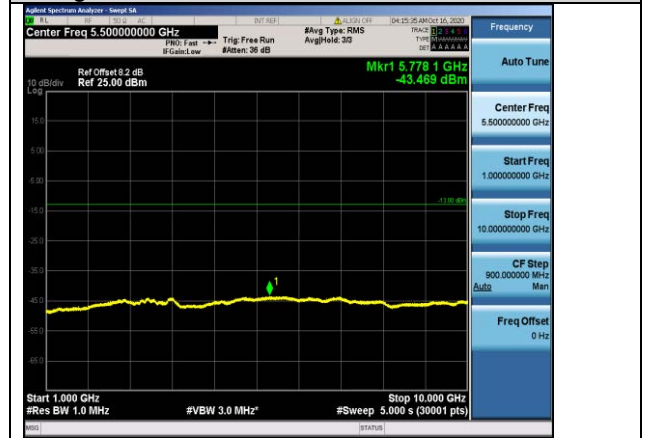 Agilent Spectrum Analyzer - Swept SA
RL RF 50 Ω AC INT REF ALIGN OFF 04:15:35 AM Oct 16, 2020
Center Freq 5.500000000 GHz
PNO: Fast
IFGain:Low
Trig: Free Run
#Atten: 36 dB
#Avg Type: RMS
Avg|Hold: 3/3
TRACE 1 2 3 4 5 6
TYPE
DET A A A A A A
Mkr1 5.778 1 GHz
-43.469 dBm
Ref Offset 8.2 dB
10 dB/div Ref 25.00 dBm
Log
15.0
5.00
-5.00
-13.00 dBm
-15.0
-25.0
-35.0
1
-45.0
-55.0
-65.0
Start 1.000 GHz Stop 10.000 GHz
#Res BW 1.0 MHz #VBW 3.0 MHz* #Sweep 5.000 s (30001 pts)
MSG STATUS
Frequency
Auto Tune
Center Freq
5.500000000 GHz
Start Freq
1.000000000 GHz
Stop Freq
10.000000000 GHz
CF Step
900.000000 MHz
Auto Man
Freq Offset
0 Hz